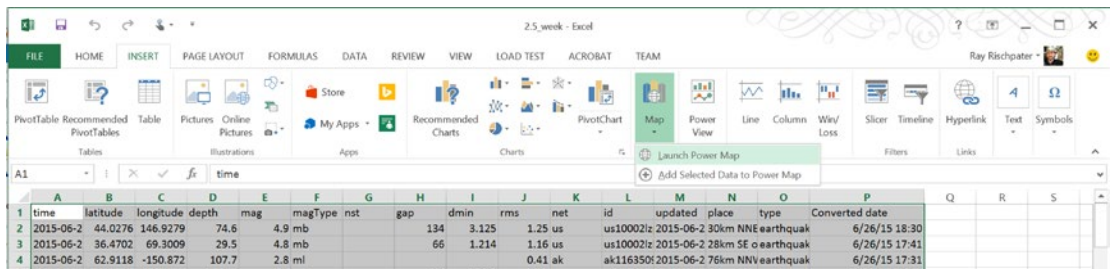 2.5_week - Excel
?
FILE HOME INSERT PAGE LAYOUT FORMULAS DATA REVIEW VIEW LOAD TEST ACROBAT TEAM Ray Rischpater
PivotTable Recommended PivotTables Table
Pictures Online Pictures
Store
My Apps
Recommended Charts
PivotChart
Map
Power View
Line Column Win/Loss
Slicer Timeline
Hyperlink
Text Symbols
Tables Illustrations Apps Charts Filters Links
Launch Power Map
Add Selected Data to Power Map
A1 fx time
A B C D E F G H I J K L M N O P Q R S
1 time latitude longitude depth mag magType nst gap dmin rms net id updated place type Converted date
2 2015-06-2 44.0276 146.9279 74.6 4.9 mb 134 3.125 1.25 us us10002lz 2015-06-2 30km NNE earthquak 6/26/15 18:30
3 2015-06-2 36.4702 69.3009 29.5 4.8 mb 66 1.214 1.16 us us10002lz 2015-06-2 28km SE o earthquak 6/26/15 17:41
4 2015-06-2 62.9118 -150.872 107.7 2.8 ml 0.41 ak ak1163509 2015-06-2 76km NNV earthquak 6/26/15 17:31